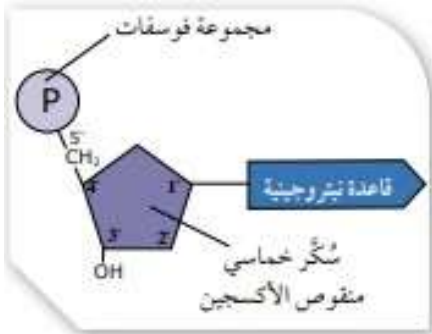 مجموعة فوسفات
P
5'
CH₂
4'
1'
قاعدة نيتروجينية
3'
2'
OH
سُكَّر خماسي
منقوص الأكسجين